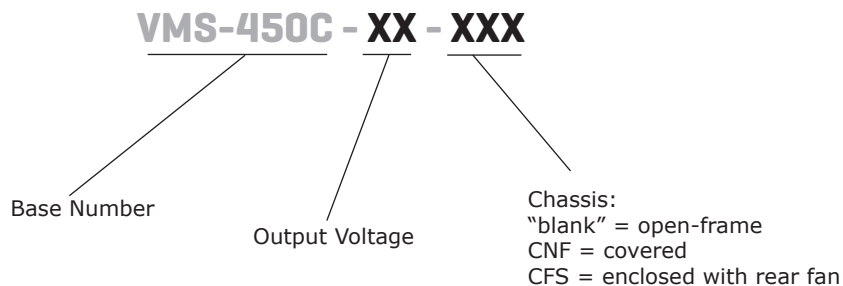 VMS-450C - XX - XXX
Base Number
Output Voltage
Chassis:
“blank” = open-frame
CNF = covered
CFS = enclosed with rear fan